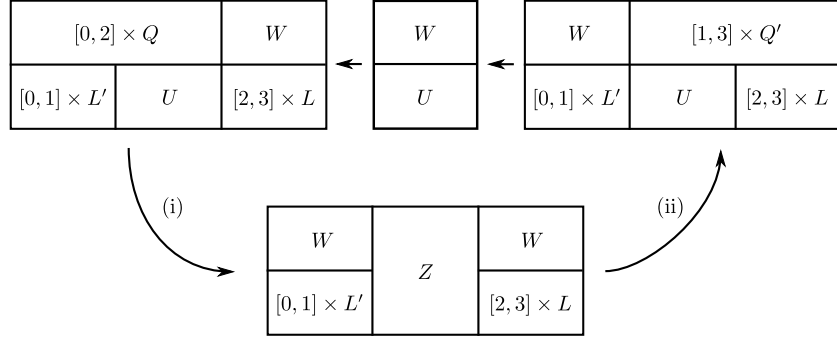 [0, 2] × Q W
[0, 1] × L′ U [2, 3] × L
W
U
W [1, 3] × Q′
[0, 1] × L′ U [2, 3] × L
(i)
(ii)
W Z W
[0, 1] × L′ [2, 3] × L